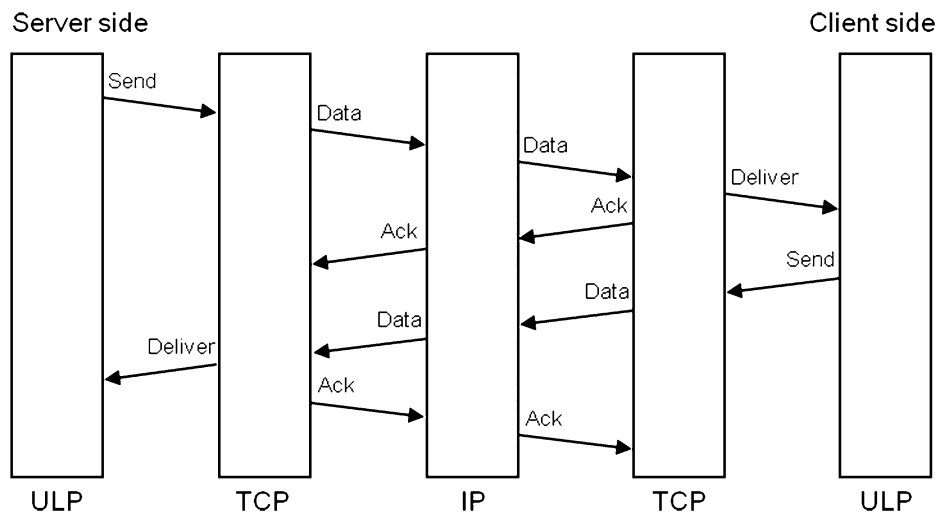 Server side
Client side
Send
Data
Data
Deliver
Ack
Ack
Send
Data
Data
Deliver
Ack
Ack
ULP
TCP
IP
TCP
ULP